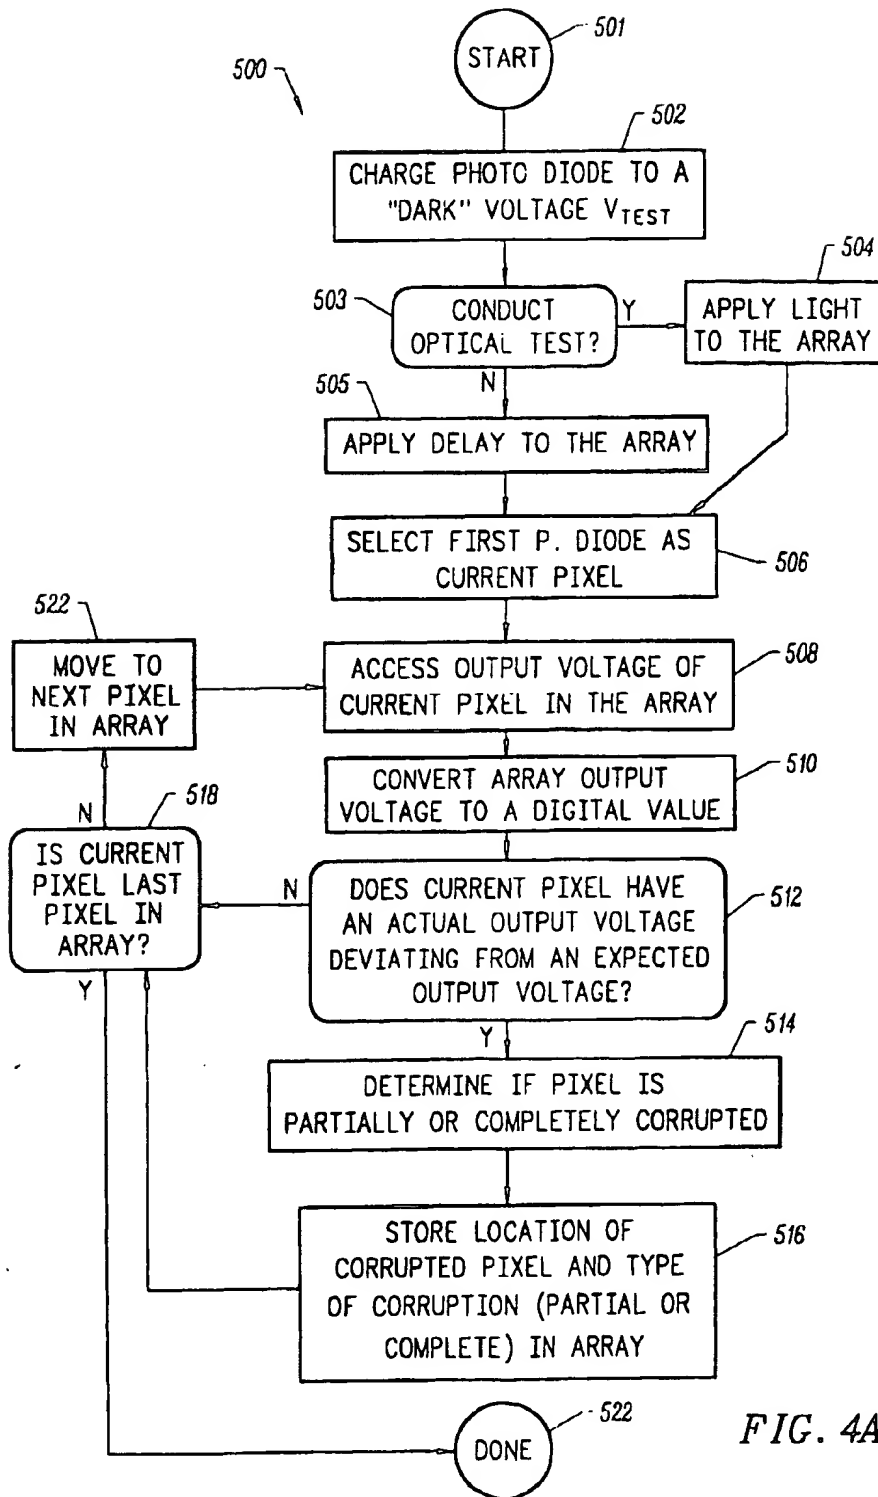 501
START
500
502
CHARGE PHOTO DIODE TO A
"DARK" VOLTAGE VTEST
504
503
CONDUCT
OPTICAL TEST?
Y
APPLY LIGHT
TO THE ARRAY
N
505
APPLY DELAY TO THE ARRAY
SELECT FIRST P. DIODE AS
CURRENT PIXEL
506
522
MOVE TO
NEXT PIXEL
IN ARRAY
ACCESS OUTPUT VOLTAGE OF
CURRENT PIXEL IN THE ARRAY
508
CONVERT ARRAY OUTPUT
VOLTAGE TO A DIGITAL VALUE
510
N
518
IS CURRENT
PIXEL LAST
PIXEL IN
ARRAY?
Y
N
DOES CURRENT PIXEL HAVE
AN ACTUAL OUTPUT VOLTAGE
DEVIATING FROM AN EXPECTED
OUTPUT VOLTAGE?
512
Y
514
DETERMINE IF PIXEL IS
PARTIALLY OR COMPLETELY CORRUPTED
STORE LOCATION OF
CORRUPTED PIXEL AND TYPE
OF CORRUPTION (PARTIAL OR
COMPLETE) IN ARRAY
516
522
DONE
FIG. 4A